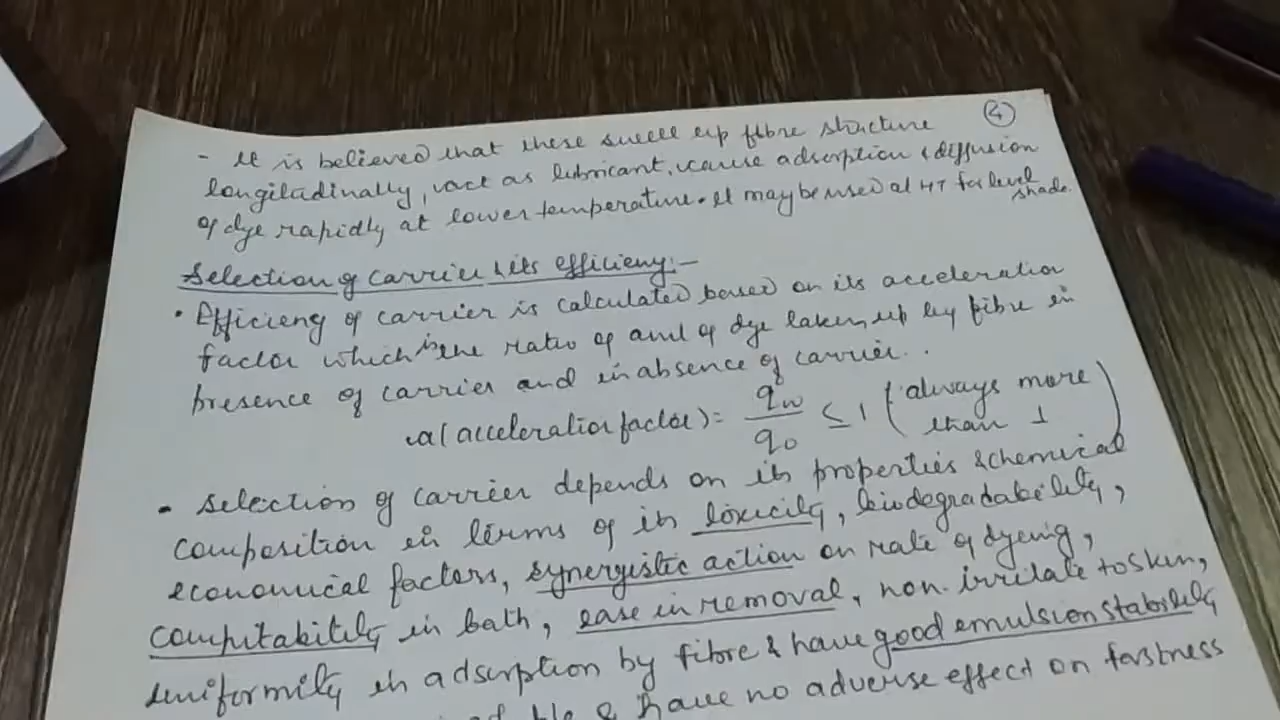 ④
- It is believed that these swell up fibre structure
longitudinally, act as lubricant, cause adsorption & diffusion
of dye rapidly at lower temperature. It may be used at HT for level
shade.
Selection of carrier & its efficieny:-
• Efficieny of carrier is calculated based on its acceleration
factor which is the ratio of amt of dye taken up by fibre in
presence of carrier and in absence of carrier.
a (acceleration factor) = qw/qo ≤ 1 (always more
than 1)
• Selection of carrier depends on its properties & chemical
composition in terms of its toxicity, biodegradability,
economical factors, synergistic action on rate of dyeing,
computability in bath, ease in removal, non. irritate to skin,
uniformity in adsrption by fibre & have good emulsion stability
& have no adverse effect on fastness